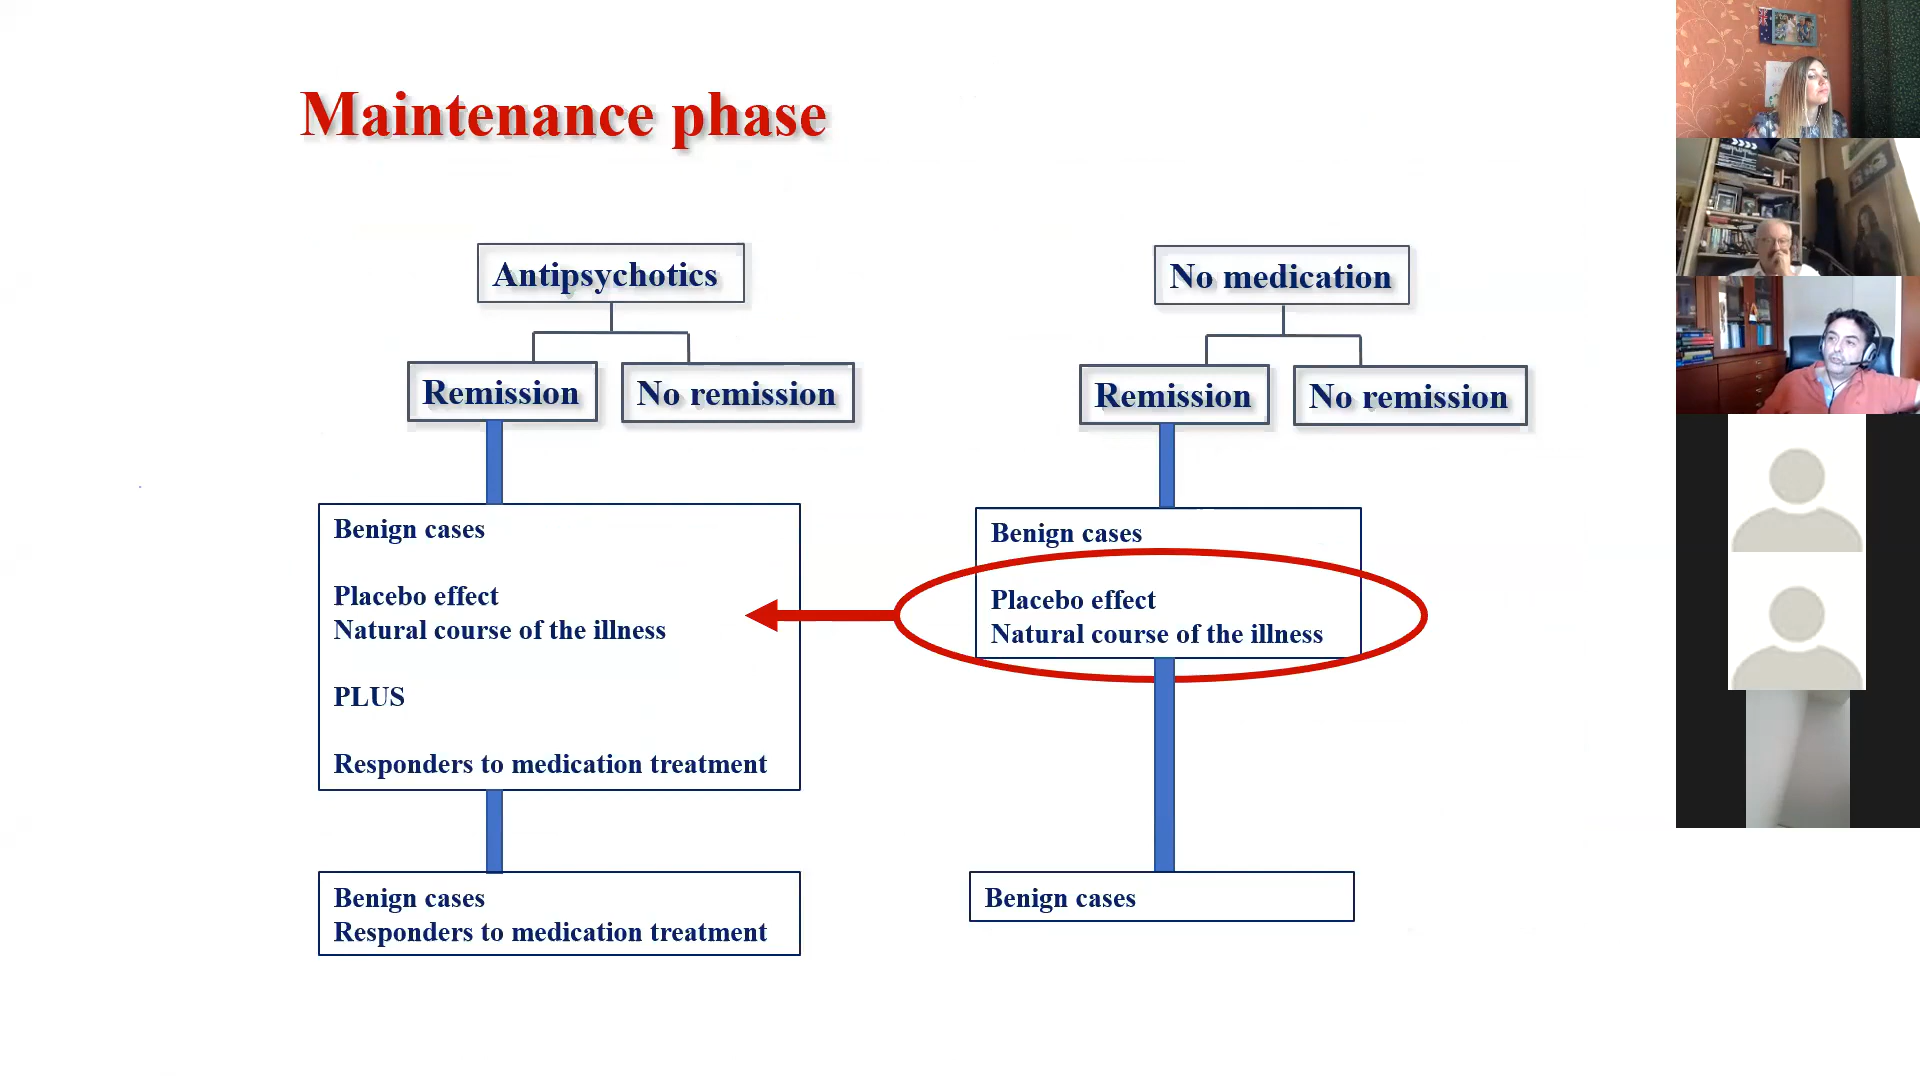 Maintenance phase
Antipsychotics
Remission
No remission
Benign cases
Placebo effect
Natural course of the illness
PLUS
Responders to medication treatment
Benign cases
Responders to medication treatment
No medication
Remission
No remission
Benign cases
Placebo effect
Natural course of the illness
Benign cases